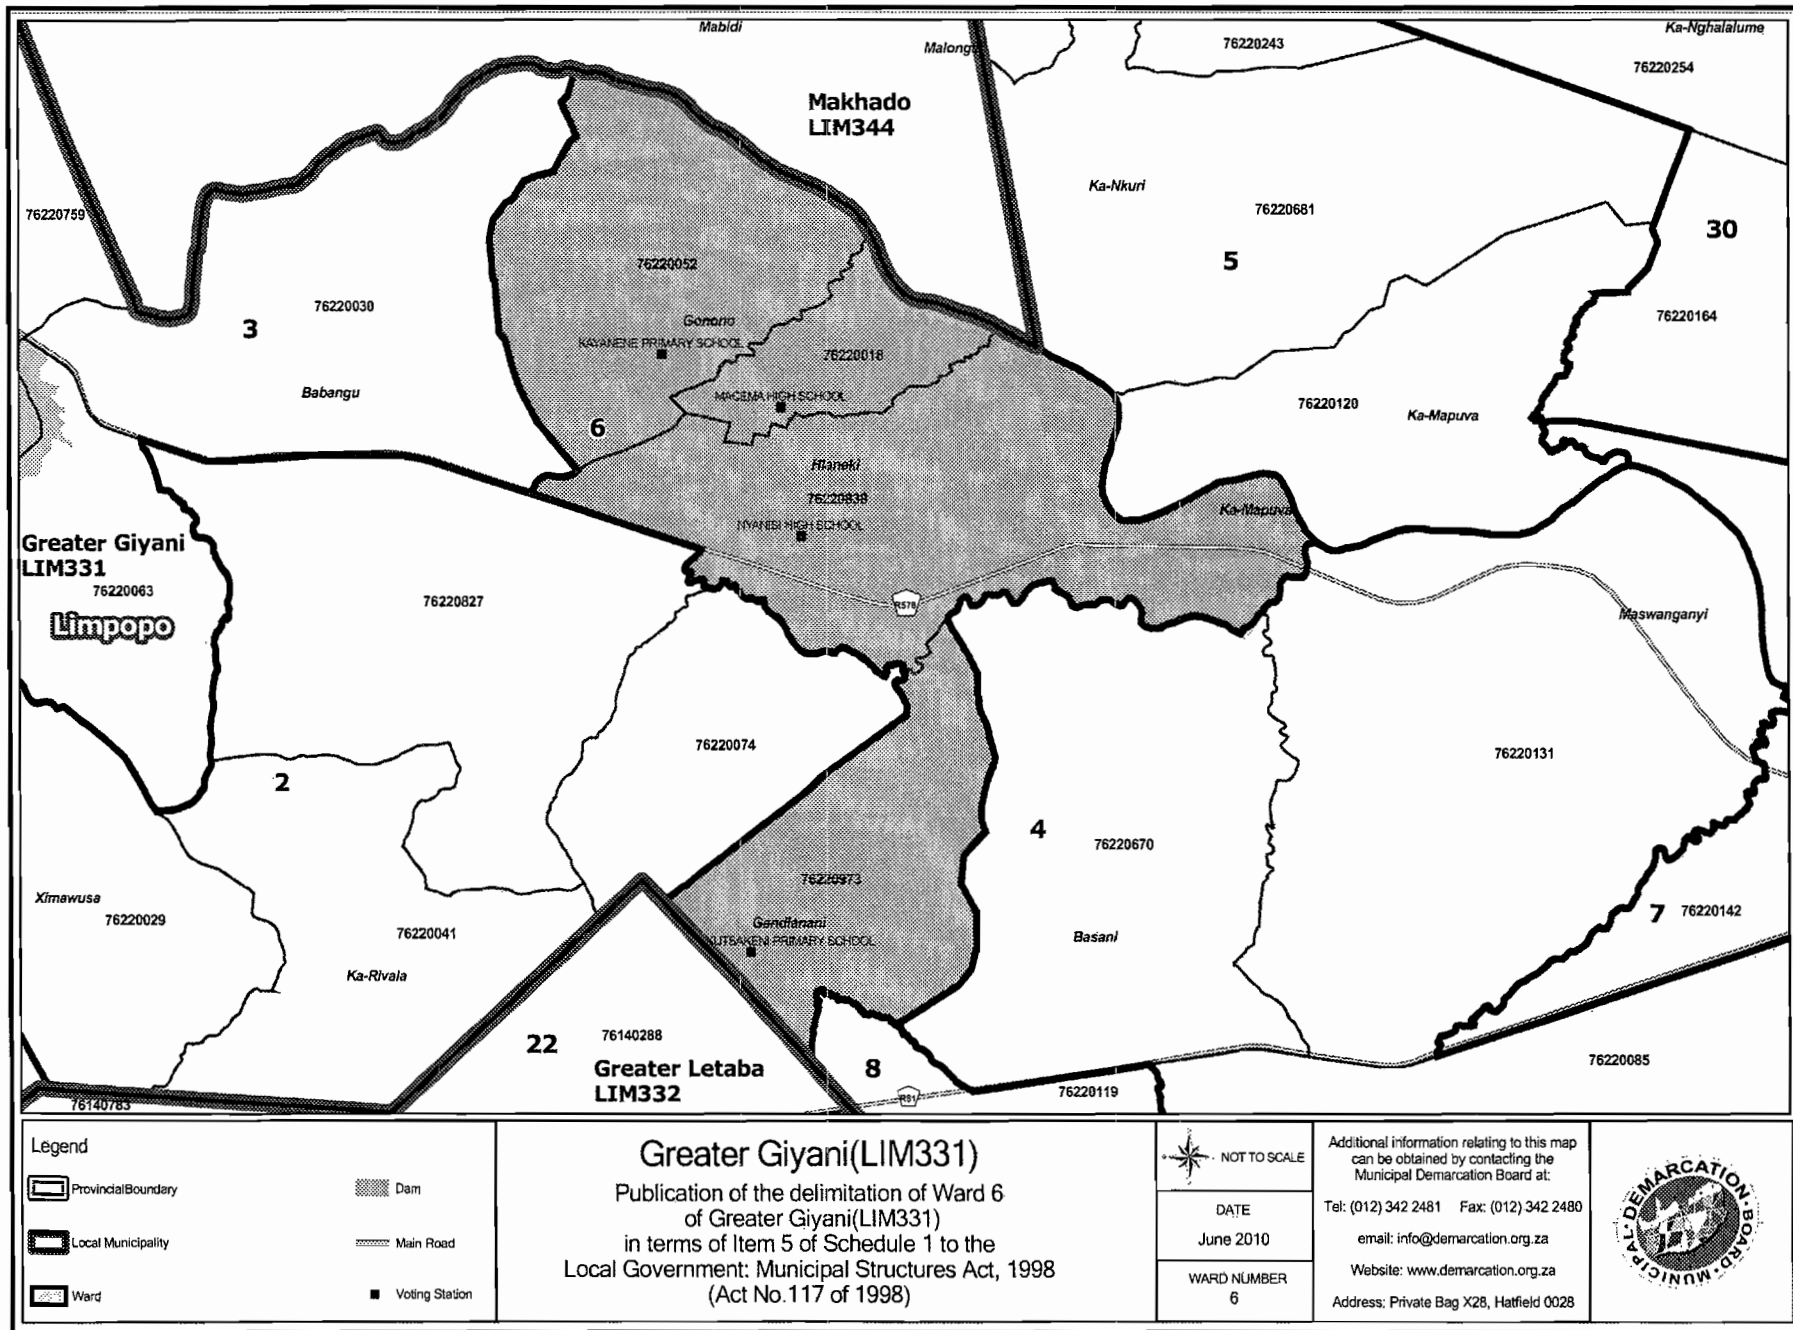 Mabidi
Ka-Nghalalume
Malong
76220243
76220254
Makhado
LIM344
Ka-Nkuri
76220759
76220681
30
5
76220052
76220030
3
76220164
Gonono
KAYANENE PRIMARY SCHOOL
76220018
Babangu
MACEMA HIGH SCHOOL
76220120
Ka-Mapuva
6
Hlaneki
76220838
Ka-Mapuva
NYANISI HIGH SCHOOL
Greater Giyani
LIM331
76220063
76220827
R578
Limpopo
Maswanganyi
76220074
76220131
2
4
76220670
76220973
Ximawusa
76220029
76220041
Gandlanani
KUTSAKENI PRIMARY SCHOOL
Basani
7
76220142
Ka-Rivala
22
76140288
Greater Letaba
LIM332
8
76220085
R81
76220119
76140783
Legend
ProvincialBoundary
Dam
Local Municipality
Main Road
Ward
Voting Station
Greater Giyani(LIM331)
Publication of the delimitation of Ward 6
of Greater Giyani(LIM331)
in terms of Item 5 of Schedule 1 to the
Local Government: Municipal Structures Act, 1998
(Act No.117 of 1998)
NOT TO SCALE
DATE
June 2010
WARD NUMBER
6
Additional information relating to this map
can be obtained by contacting the
Municipal Demarcation Board at:
Tel: (012) 342 2481 Fax: (012) 342 2480
email: info@demarcation.org.za
Website: www.demarcation.org.za
Address: Private Bag X28, Hatfield 0028
MUNICIPAL DEMARCATION BOARD